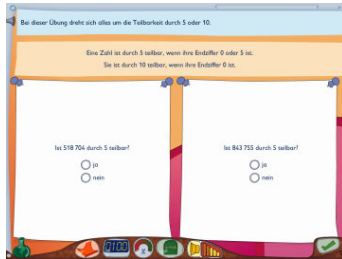 Bei dieser Übung dreht sich alles um die Teilbarkeit durch 5 oder 10.
Eine Zahl ist durch 5 teilbar, wenn ihre Endziffer 0 oder 5 ist.
Sie ist durch 10 teilbar, wenn ihre Endziffer 0 ist.
Ist 518 704 durch 5 teilbar?
ja
nein
Ist 843 755 durch 5 teilbar?
ja
nein